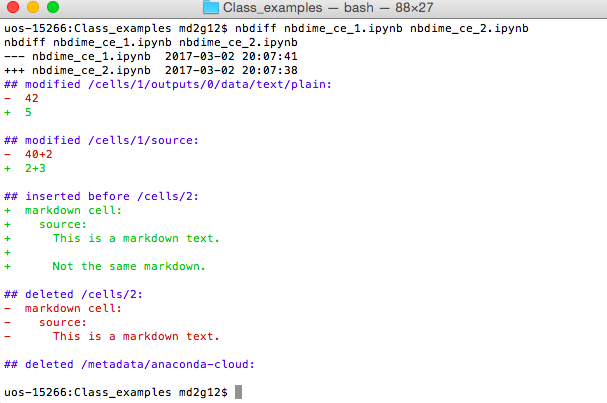 Class_examples — bash — 88×27
uos-15266:Class_examples md2g12$ nbdiff nbdime_ce_1.ipynb nbdime_ce_2.ipynb
nbdiff nbdime_ce_1.ipynb nbdime_ce_2.ipynb
--- nbdime_ce_1.ipynb  2017-03-02 20:07:41
+++ nbdime_ce_2.ipynb  2017-03-02 20:07:38
## modified /cells/1/outputs/0/data/text/plain:
-  42
+  5

## modified /cells/1/source:
-  40+2
+  2+3

## inserted before /cells/2:
+  markdown cell:
+    source:
+      This is a markdown text.
+
+      Not the same markdown.

## deleted /cells/2:
-  markdown cell:
-    source:
-      This is a markdown text.

## deleted /metadata/anaconda-cloud:

uos-15266:Class_examples md2g12$